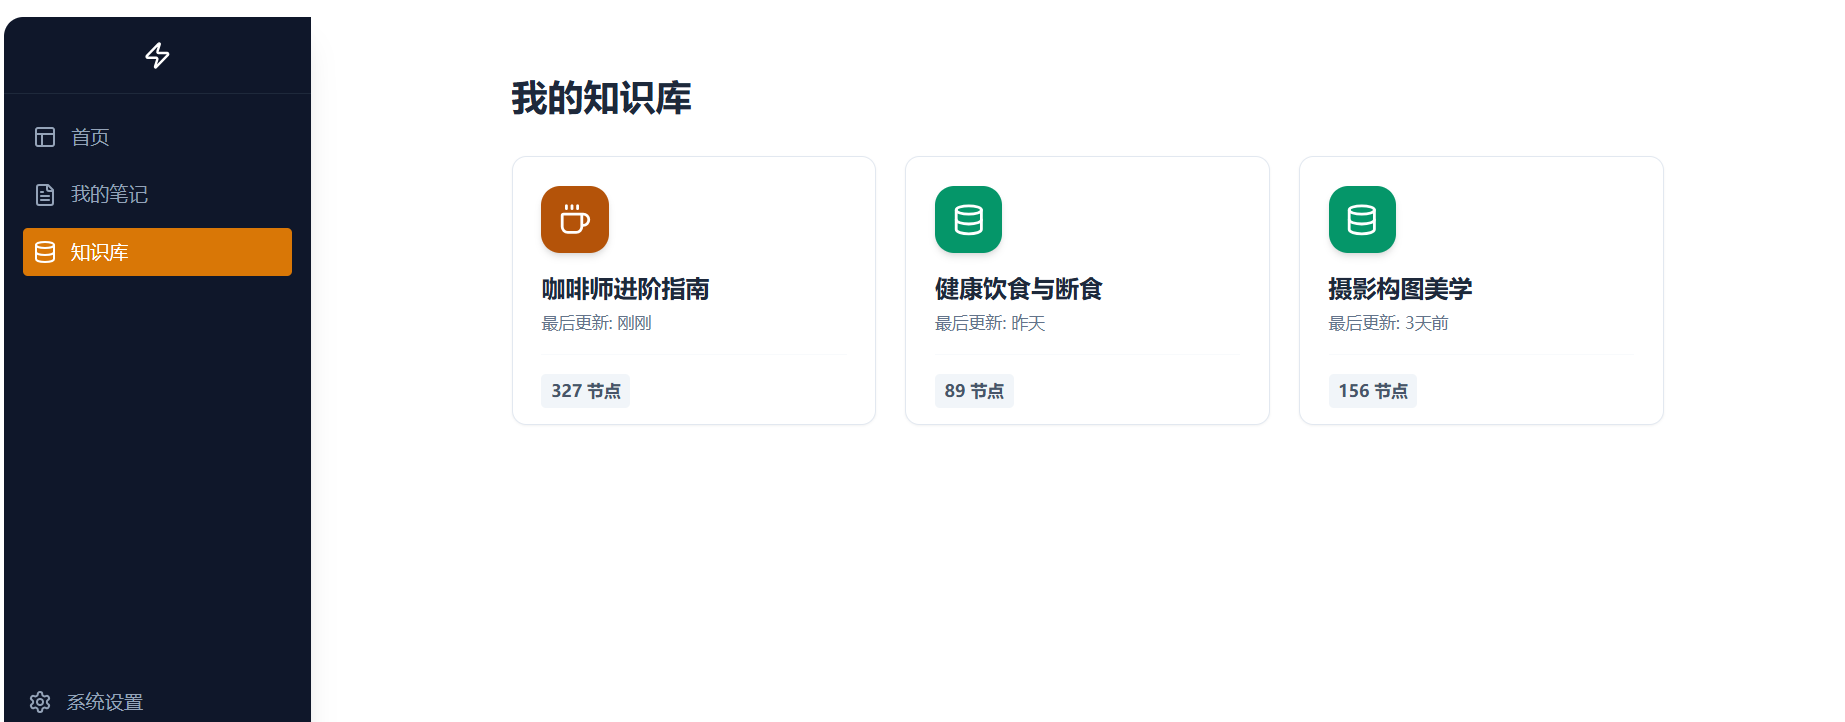 首页
我的笔记
知识库
系统设置
我的知识库
咖啡师进阶指南
最后更新: 刚刚
327 节点
健康饮食与断食
最后更新: 昨天
89 节点
摄影构图美学
最后更新: 3天前
156 节点